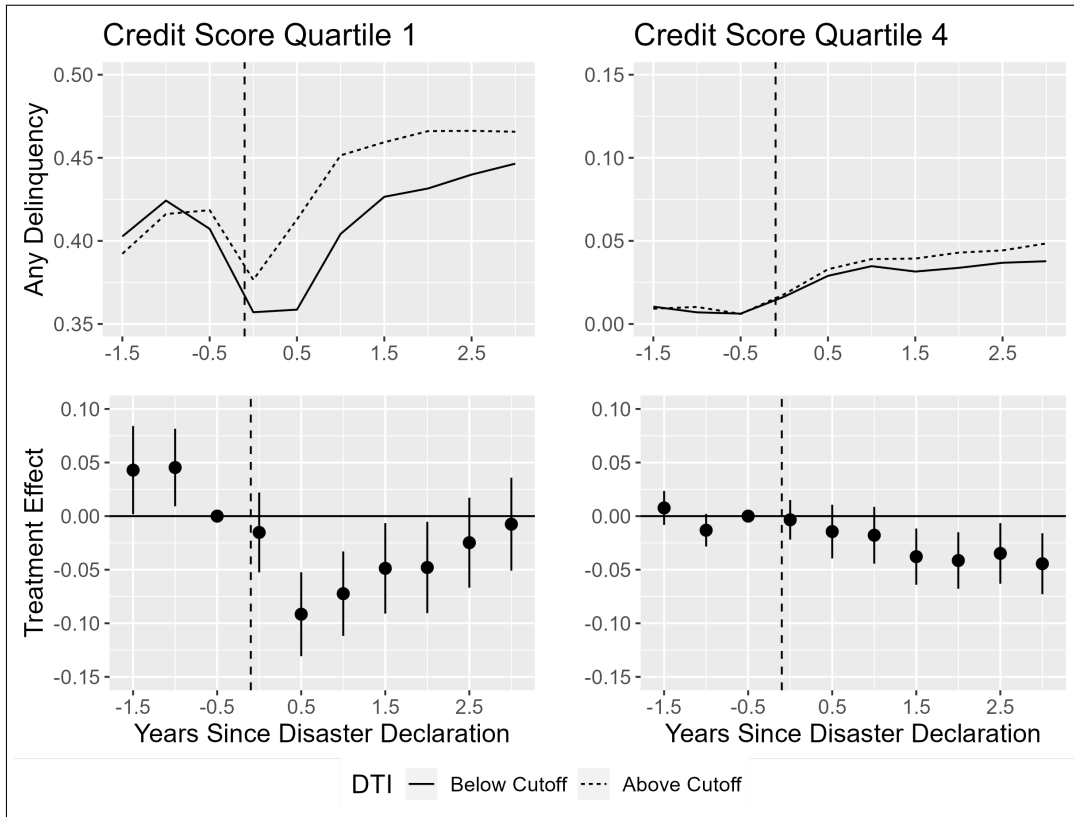 Credit Score Quartile 1
Any Delinquency
0.50
0.45
0.40
0.35
-1.5 -0.5 0.5 1.5 2.5
Credit Score Quartile 4
0.15
0.10
0.05
0.00
-1.5 -0.5 0.5 1.5 2.5
Treatment Effect
0.10
0.05
0.00
-0.05
-0.10
-0.15
-1.5 -0.5 0.5 1.5 2.5
Years Since Disaster Declaration
0.10
0.05
0.00
-0.05
-0.10
-0.15
-1.5 -0.5 0.5 1.5 2.5
Years Since Disaster Declaration
DTI Below Cutoff Above Cutoff